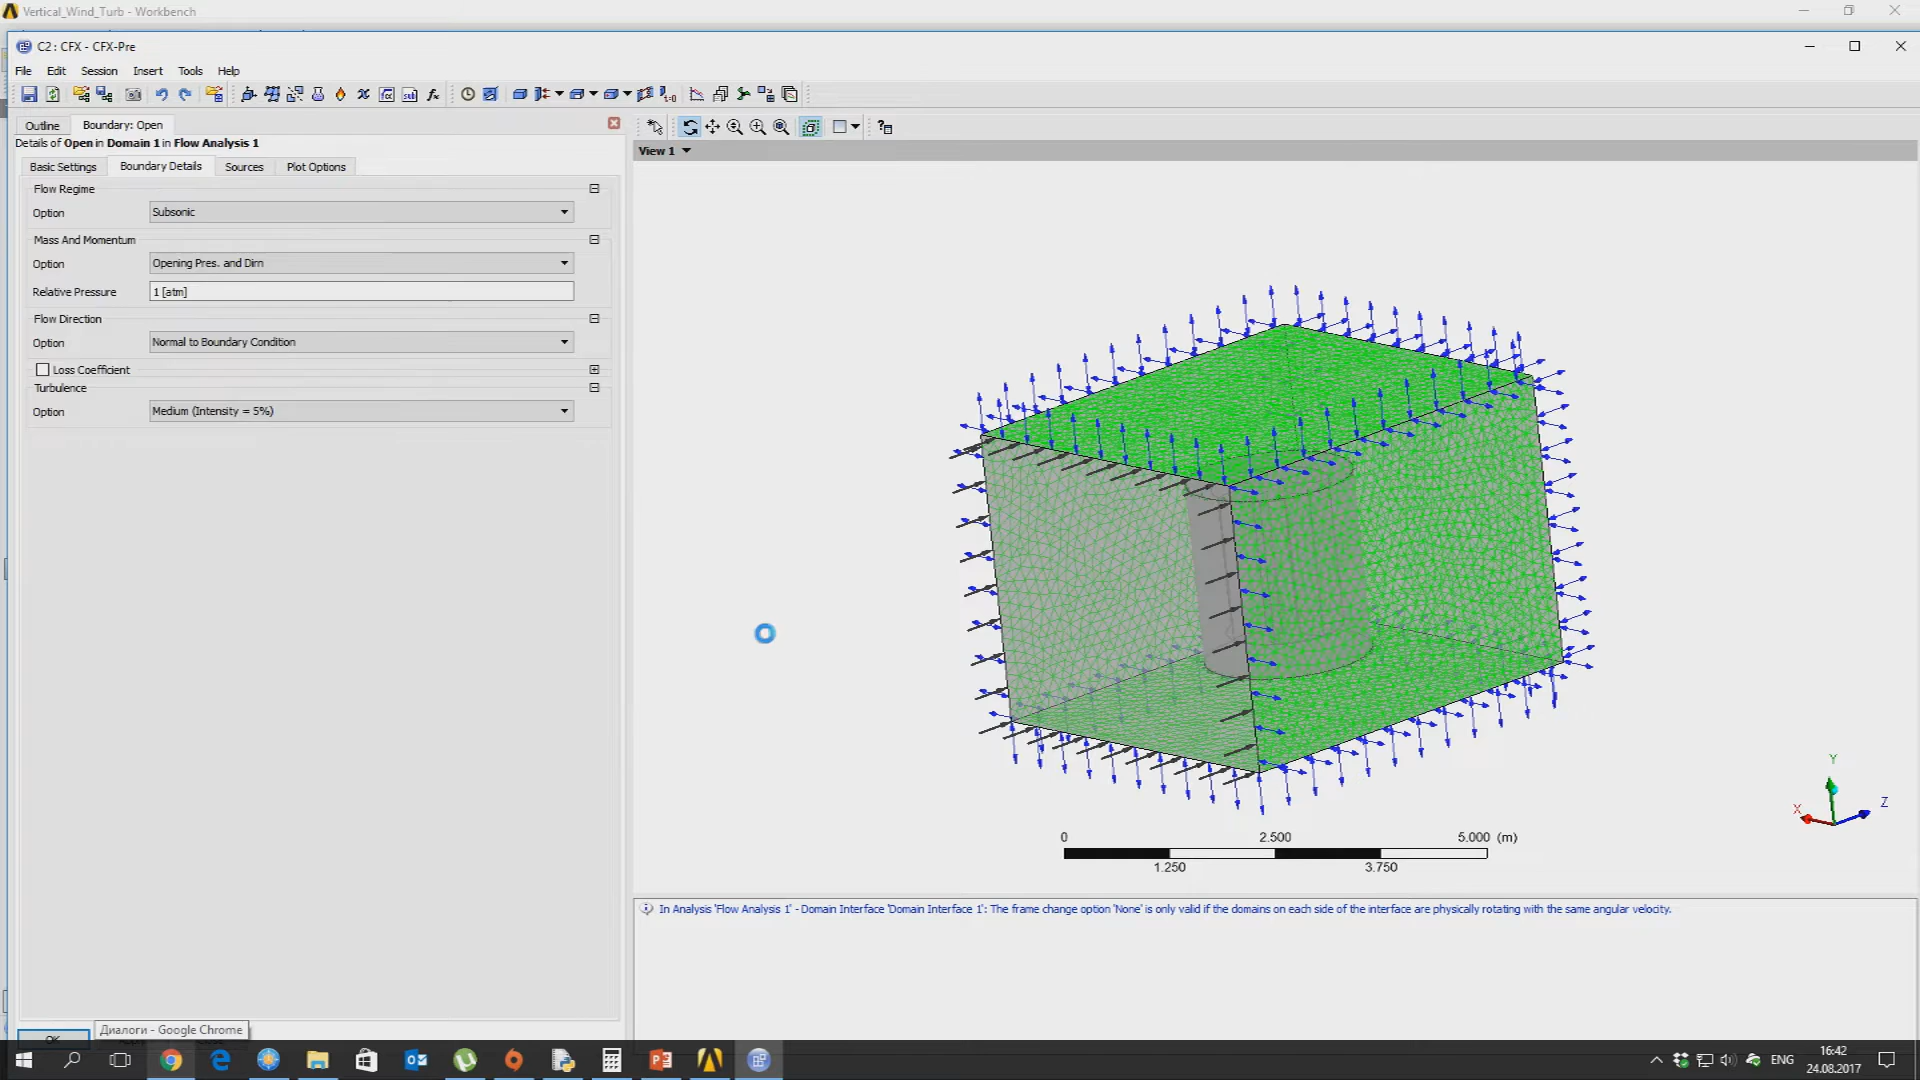 Vertical_Wind_Turb - Workbench
C2 : CFX - CFX-Pre
File Edit Session Insert Tools Help
Outline Boundary: Open
Details of Open in Domain 1 in Flow Analysis 1
Basic Settings Boundary Details Sources Plot Options
Flow Regime
Option Subsonic
Mass And Momentum
Option Opening Pres. and Dirn
Relative Pressure 1 [atm]
Flow Direction
Option Normal to Boundary Condition
Loss Coefficient
Turbulence
Option Medium (Intensity = 5%)
View 1
Y
X
Z
0 2.500 5.000 (m)
1.250 3.750
In Analysis 'Flow Analysis 1' - Domain Interface 'Domain Interface 1': The frame change option 'None' is only valid if the domains on each side of the interface are physically rotating with the same angular velocity.
OK
Диалоги - Google Chrome
ENG
16:42
24.08.2017